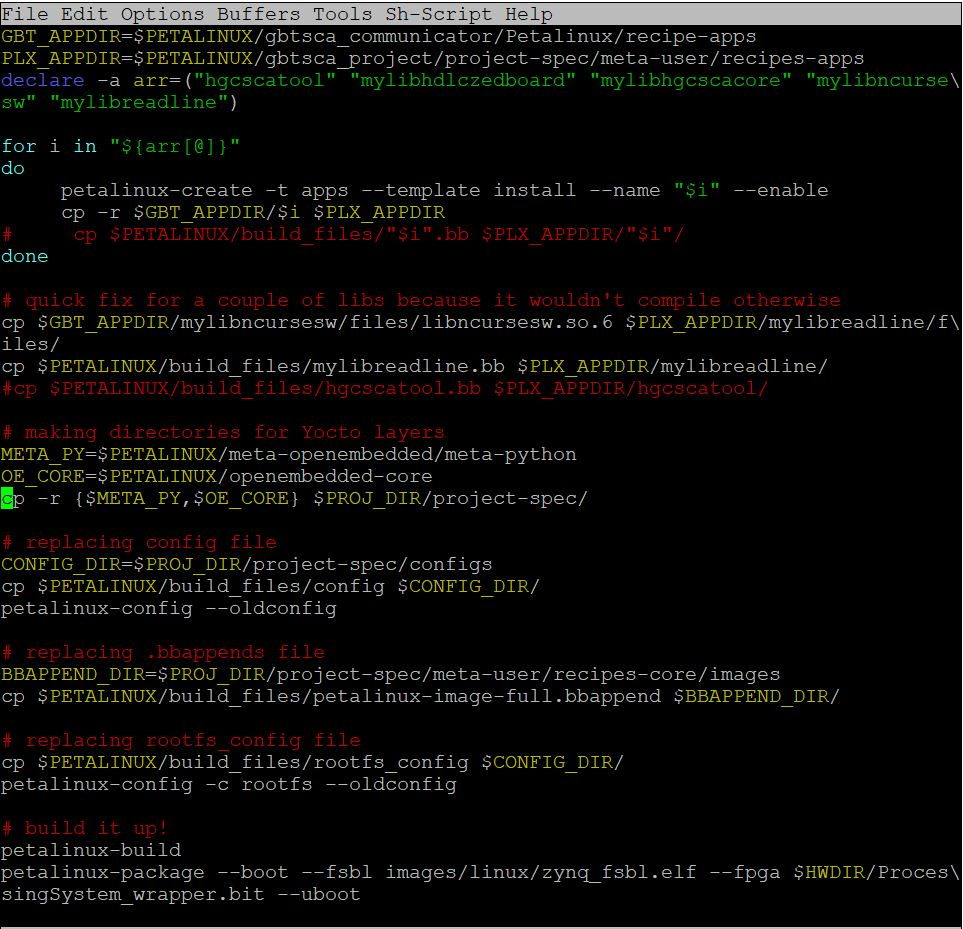 File Edit Options Buffers Tools Sh-Script Help
GBT_APPDIR=$PETALINUX/gbtsca_communicator/Petalinux/recipe-apps
PLX_APPDIR=$PETALINUX/gbtsca_project/project-spec/meta-user/recipes-apps
declare -a arr=("hgcscatool" "mylibhdlczedboard" "mylibhgcscacore" "mylibncurse\
sw" "mylibreadline")
for i in "${arr[@]}"
do
petalinux-create -t apps --template install --name "$i" --enable
cp -r $GBT_APPDIR/$i $PLX_APPDIR
# cp $PETALINUX/build_files/"$i".bb $PLX_APPDIR/"$i"/
done
# quick fix for a couple of libs because it wouldn't compile otherwise
cp $GBT_APPDIR/mylibncursesw/files/libncursesw.so.6 $PLX_APPDIR/mylibreadline/f\
iles/
cp $PETALINUX/build_files/mylibreadline.bb $PLX_APPDIR/mylibreadline/
#cp $PETALINUX/build_files/hgcscatool.bb $PLX_APPDIR/hgcscatool/
# making directories for Yocto layers
META_PY=$PETALINUX/meta-openembedded/meta-python
OE_CORE=$PETALINUX/openembedded-core
cp -r {$META_PY,$OE_CORE} $PROJ_DIR/project-spec/
# replacing config file
CONFIG_DIR=$PROJ_DIR/project-spec/configs
cp $PETALINUX/build_files/config $CONFIG_DIR/
petalinux-config --oldconfig
# replacing .bbappends file
BBAPPEND_DIR=$PROJ_DIR/project-spec/meta-user/recipes-core/images
cp $PETALINUX/build_files/petalinux-image-full.bbappend $BBAPPEND_DIR/
# replacing rootfs_config file
cp $PETALINUX/build_files/rootfs_config $CONFIG_DIR/
petalinux-config -c rootfs --oldconfig
# build it up!
petalinux-build
petalinux-package --boot --fsbl images/linux/zynq_fsbl.elf --fpga $HWDIR/Proces\
singSystem_wrapper.bit --uboot